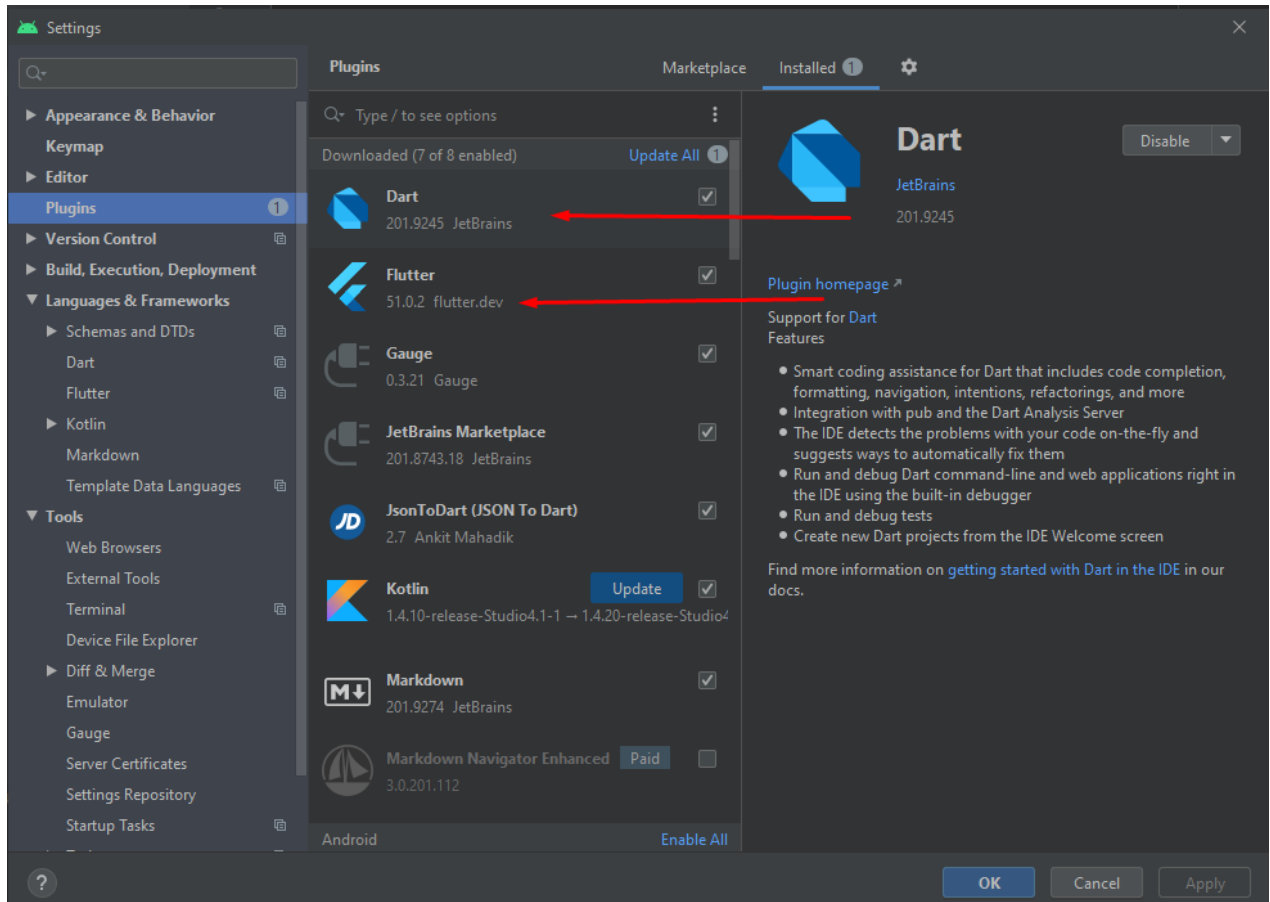 Settings
Appearance & Behavior
Keymap
Editor
Plugins 1
Version Control
Build, Execution, Deployment
Languages & Frameworks
Schemas and DTDs
Dart
Flutter
Kotlin
Markdown
Template Data Languages
Tools
Web Browsers
External Tools
Terminal
Device File Explorer
Diff & Merge
Emulator
Gauge
Server Certificates
Settings Repository
Startup Tasks
?
Plugins
Marketplace
Installed 1
Type / to see options
Downloaded (7 of 8 enabled) Update All 1
Dart
201.9245 JetBrains
Flutter
51.0.2 flutter.dev
Gauge
0.3.21 Gauge
JetBrains Marketplace
201.8743.18 JetBrains
JsonToDart (JSON To Dart)
2.7 Ankit Mahadik
Kotlin Update
1.4.10-release-Studio4.1-1 → 1.4.20-release-Studio4
M
Markdown
201.9274 JetBrains
Markdown Navigator Enhanced Paid
3.0.201.112
Android Enable All
Dart
Disable
JetBrains
201.9245
Plugin homepage ↗
Support for Dart
Features
• Smart coding assistance for Dart that includes code completion,
formatting, navigation, intentions, refactorings, and more
• Integration with pub and the Dart Analysis Server
• The IDE detects the problems with your code on-the-fly and
suggests ways to automatically fix them
• Run and debug Dart command-line and web applications right in
the IDE using the built-in debugger
• Run and debug tests
• Create new Dart projects from the IDE Welcome screen
Find more information on getting started with Dart in the IDE in our
docs.
OK
Cancel
Apply